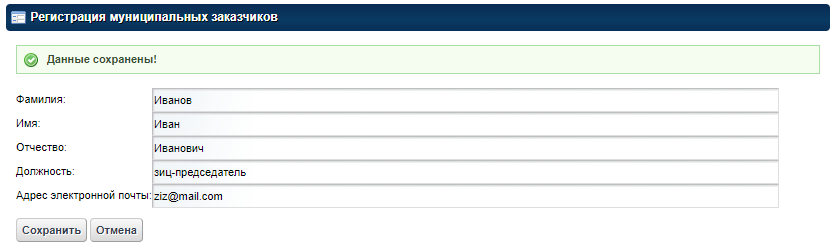 Регистрация муниципальных заказчиков
Данные сохранены!
Фамилия: Иванов
Имя: Иван
Отчество: Иванович
Должность: зиц-председатель
Адрес электронной почты: ziz@mail.com
Сохранить Отмена